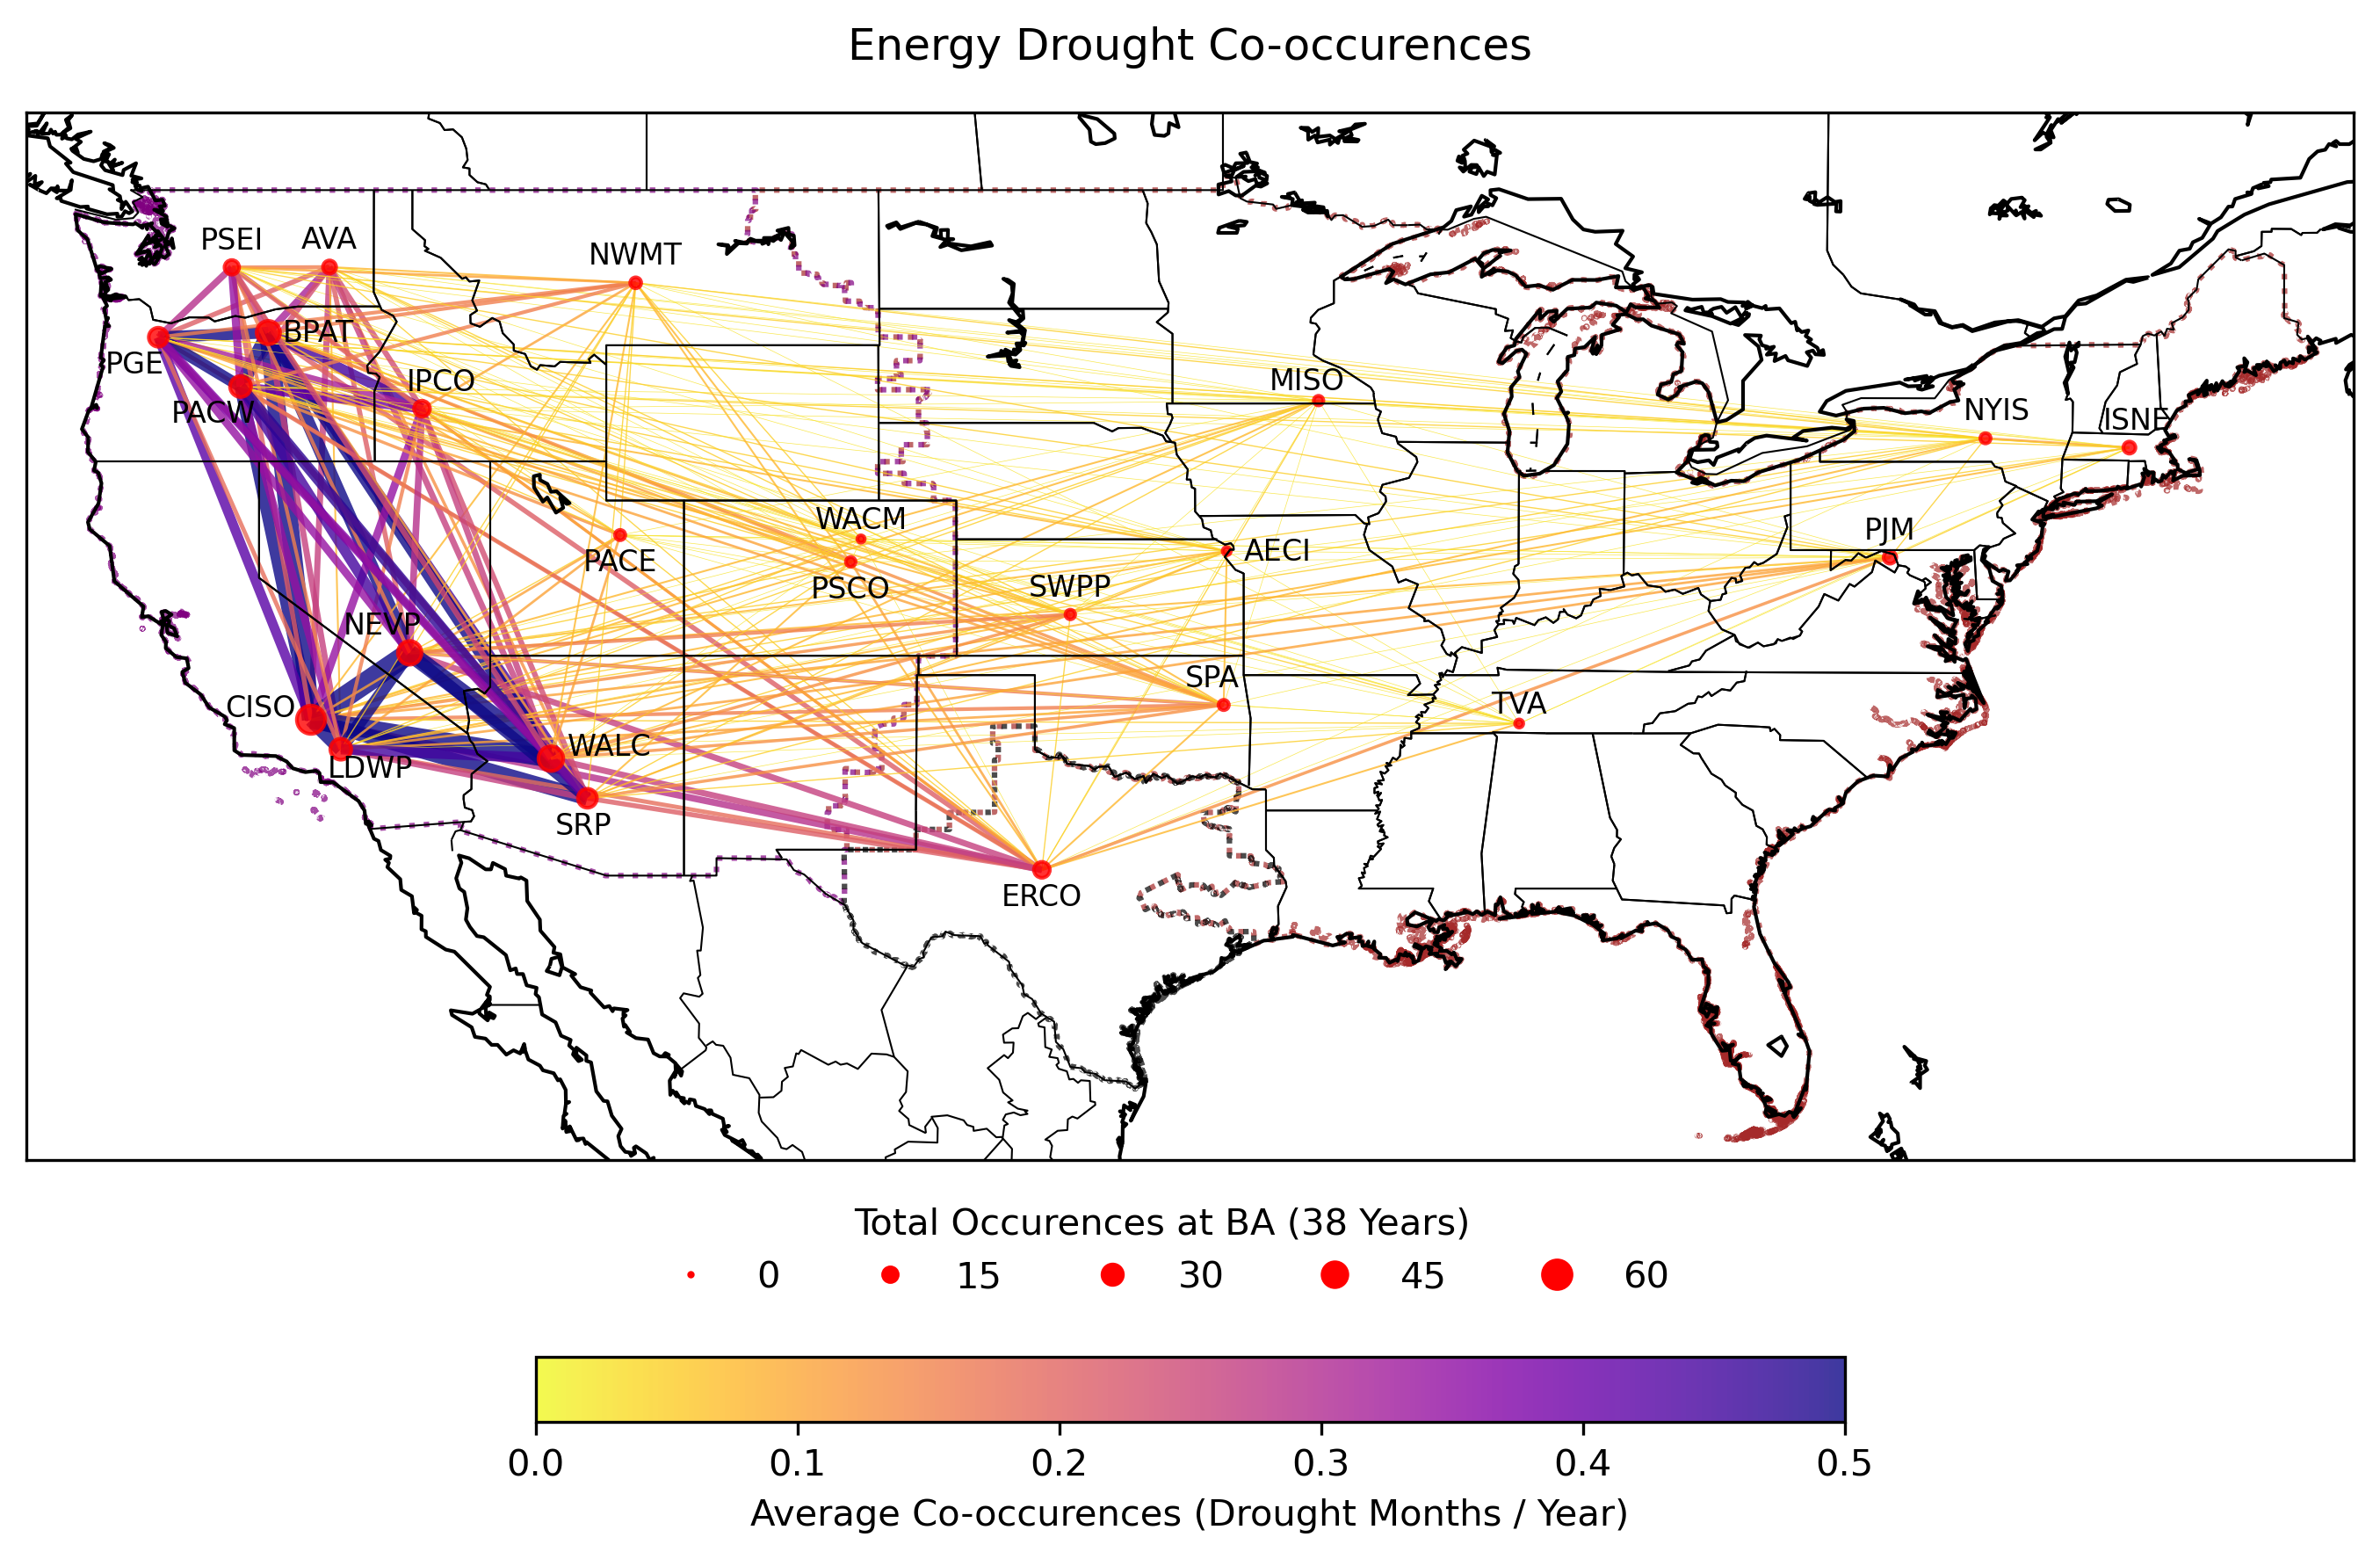 Energy Drought Co-occurences
PSEI
AVA
NWMT
BPAT
PGE
IPCO
PACW
MISO
NYIS
ISNE
WACM
PACE
PSCO
AECI
PJM
SWPP
NEVP
SPA
CISO
TVA
WALC
LDWP
SRP
ERCO
Total Occurences at BA (38 Years)
0 15 30 45 60
0.0 0.1 0.2 0.3 0.4 0.5
Average Co-occurences (Drought Months / Year)